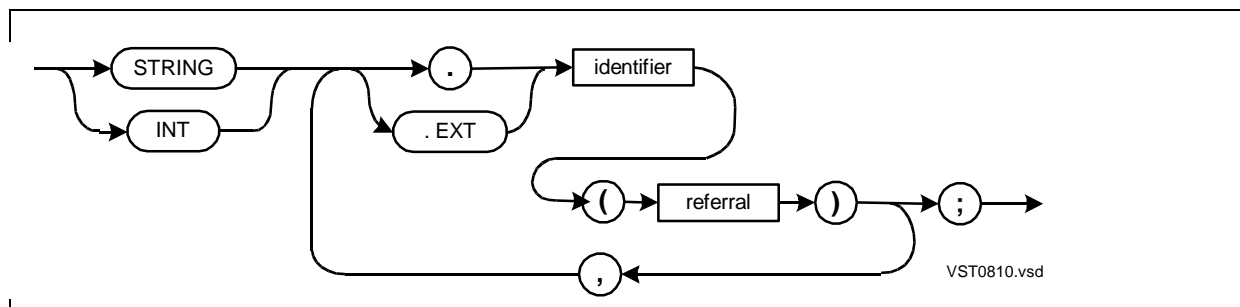 STRING
.
identifier
INT
. EXT
(
referral
)
;
,
VST0810.vsd